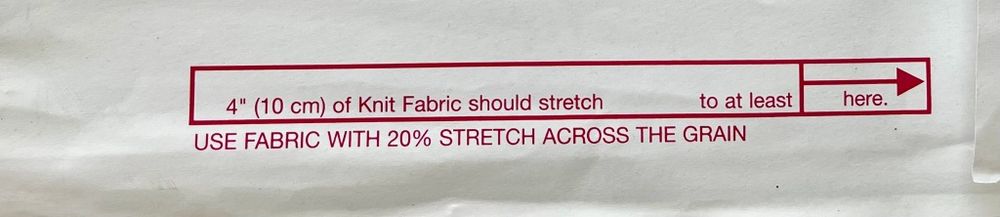 4" (10 cm) of Knit Fabric should stretch to at least here.
USE FABRIC WITH 20% STRETCH ACROSS THE GRAIN